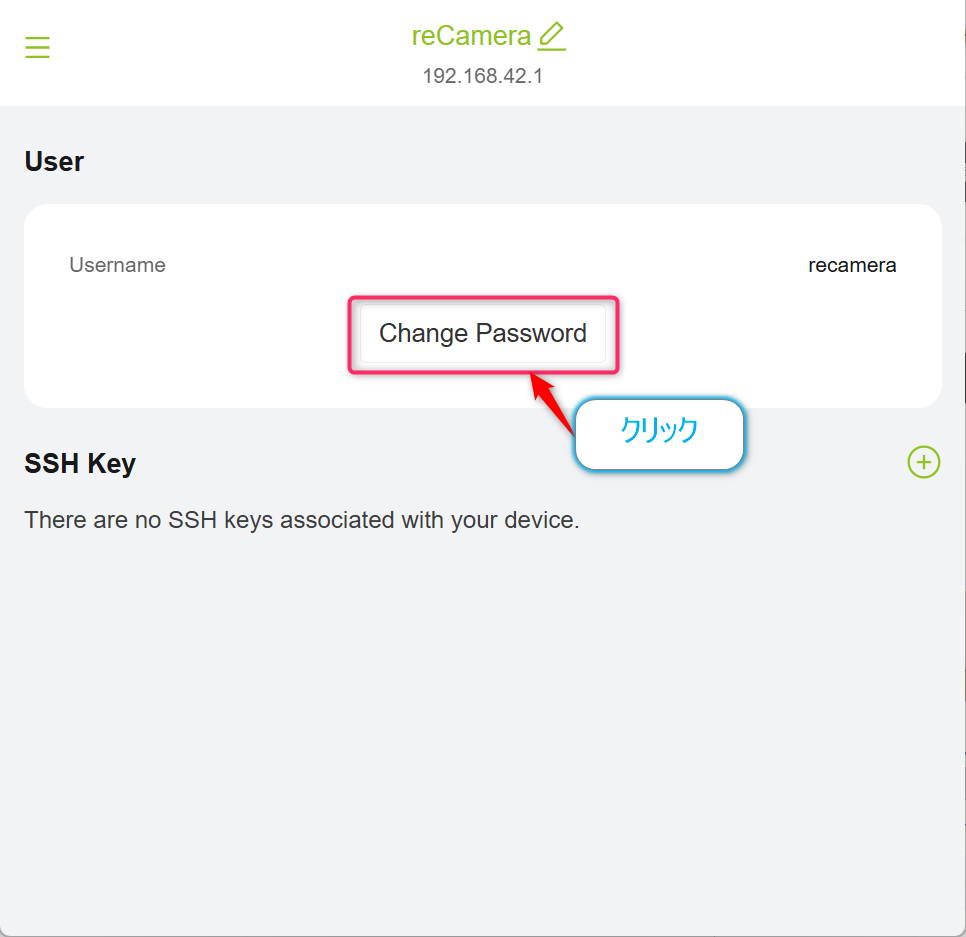 reCamera
192.168.42.1
User
Username
recamera
Change Password
クリック
SSH Key
There are no SSH keys associated with your device.